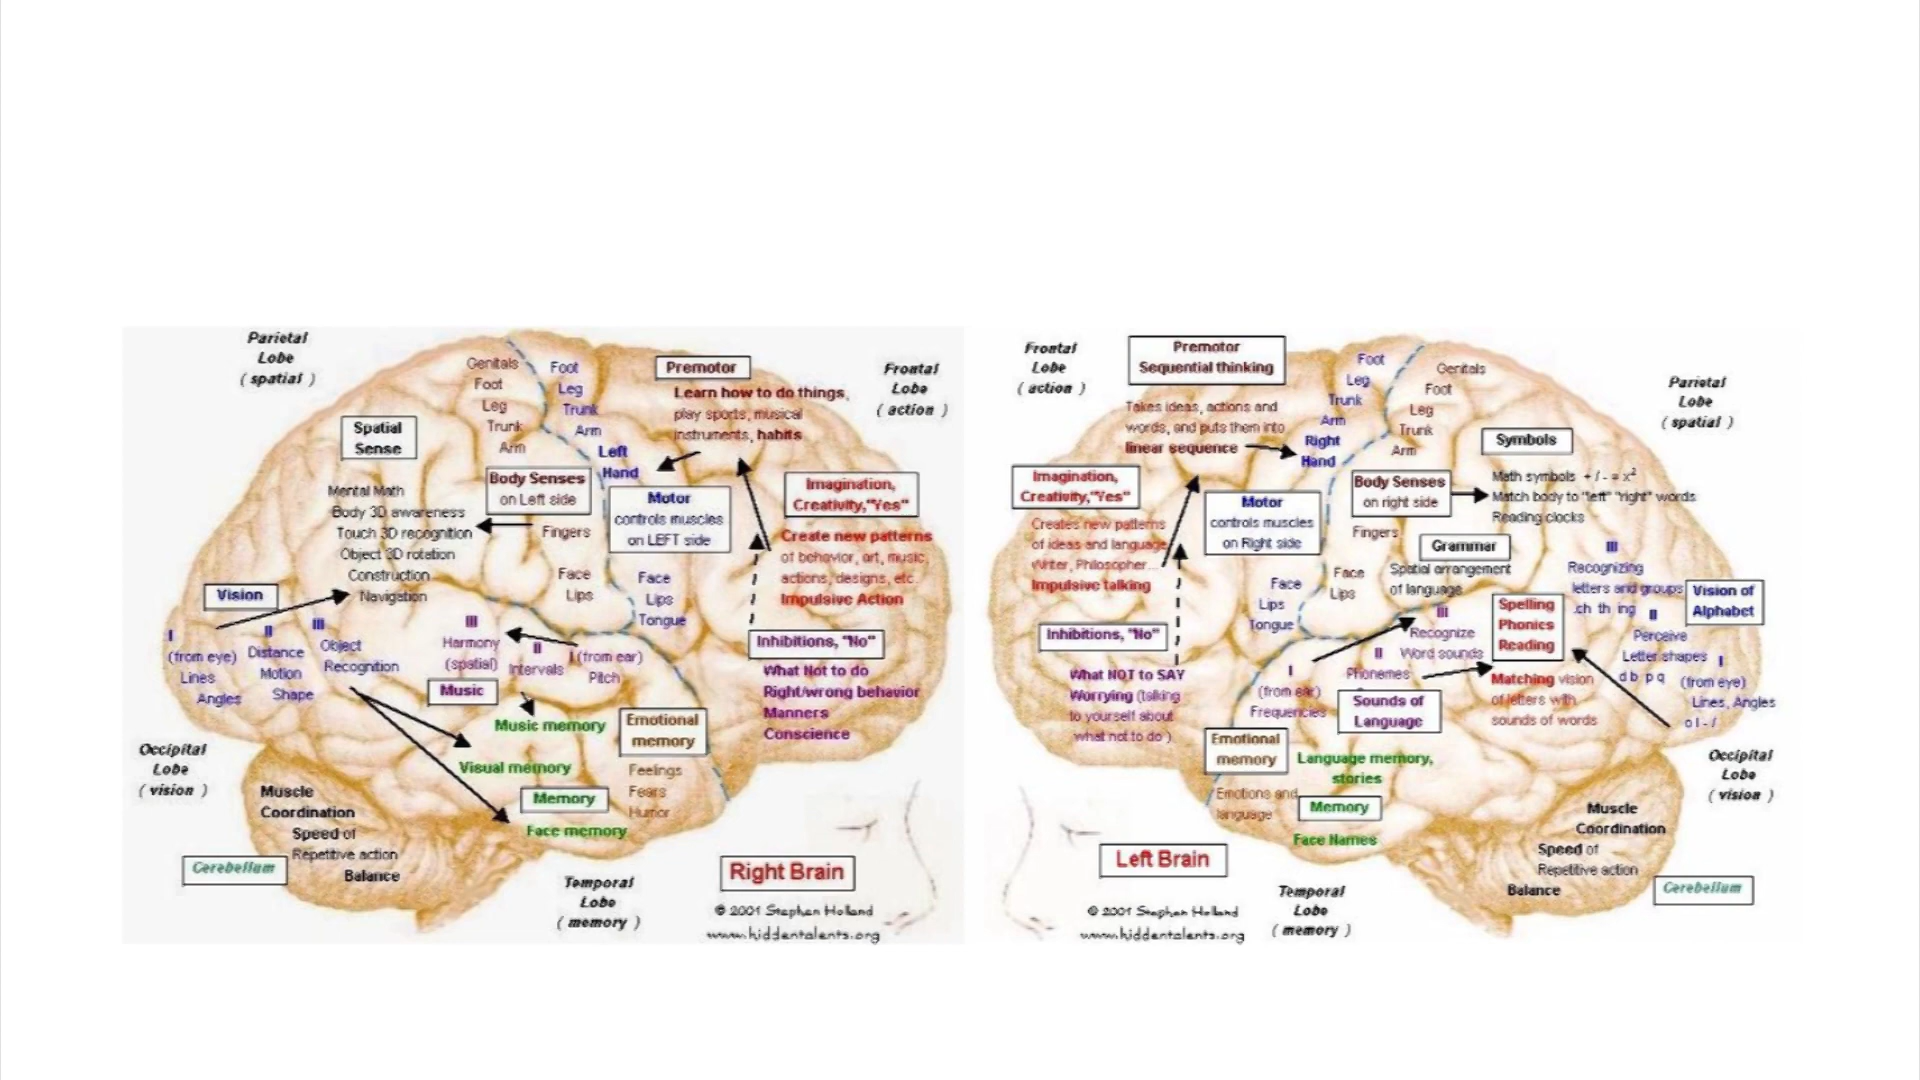 Parietal
Lobe
( spatial )
Frontal
Lobe
( action )
Genitals
Foot
Leg
Trunk
Arm
Foot
Leg
Trunk
Arm
Left
Hand
Premotor
Learn how to do things,
play sports, musical
instruments, habits
Spatial
Sense
Mental Math
Body 3D awareness
Touch 3D recognition
Object 3D rotation
Construction
Navigation
Body Senses
on Left side
Fingers
Face
Lips
Motor
controls muscles
on LEFT side
Face
Lips
Tongue
Imagination,
Creativity,"Yes"
Create new patterns
of behavior, art, music,
actions, designs, etc.
Impulsive Action
Inhibitions, "No"
What Not to do
Right/wrong behavior
Manners
Conscience
Vision
I
(from eye)
Lines
Angles
II
Distance
Motion
Shape
III
Object
Recognition
III
Harmony
(spatial)
II
Intervals
I (from ear)
Pitch
Music
Music memory
Visual memory
Memory
Face memory
Emotional
memory
Feelings
Fears
Humor
Occipital
Lobe
( vision )
Muscle
Coordination
Speed of
Repetitive action
Balance
Cerebellum
Temporal
Lobe
( memory )
Right Brain
© 2001 Stephen Holland
www.hiddentalents.org
Frontal
Lobe
( action )
Premotor
Sequential thinking
Takes ideas, actions and
words, and puts them into
linear sequence
Foot
Leg
Trunk
Arm
Right
Hand
Genitals
Foot
Leg
Trunk
Arm
Parietal
Lobe
( spatial )
Symbols
Math symbols + / - = x²
Match body to "left" "right" words
Reading clocks
Imagination,
Creativity,"Yes"
Creates new patterns
of ideas and language
Writer, Philosopher...
Impulsive talking
Motor
controls muscles
on Right side
Face
Lips
Tongue
Body Senses
on right side
Fingers
Face
Lips
Grammar
Spatial arrangement
of language
Inhibitions, "No"
What NOT to SAY
Worrying (talking
to yourself about
what not to do )
III
Recognize
Word sounds
II
Phonemes
I
(from ear)
Frequencies
Sounds of
Language
Spelling
Phonics
Reading
Matching vision
of letters with
sounds of words
III
Recognizing
letters and groups
.ch th ing
Vision of
Alphabet
II
Perceive
Letter shapes
d b p q
I
(from eye)
Lines, Angles
o l - /
Emotional
memory
Emotions and
language
Language memory,
stories
Memory
Face Names
Occipital
Lobe
( vision )
Muscle
Coordination
Speed of
Repetitive action
Balance
Cerebellum
Temporal
Lobe
( memory )
Left Brain
© 2001 Stephen Holland
www.hiddentalents.org